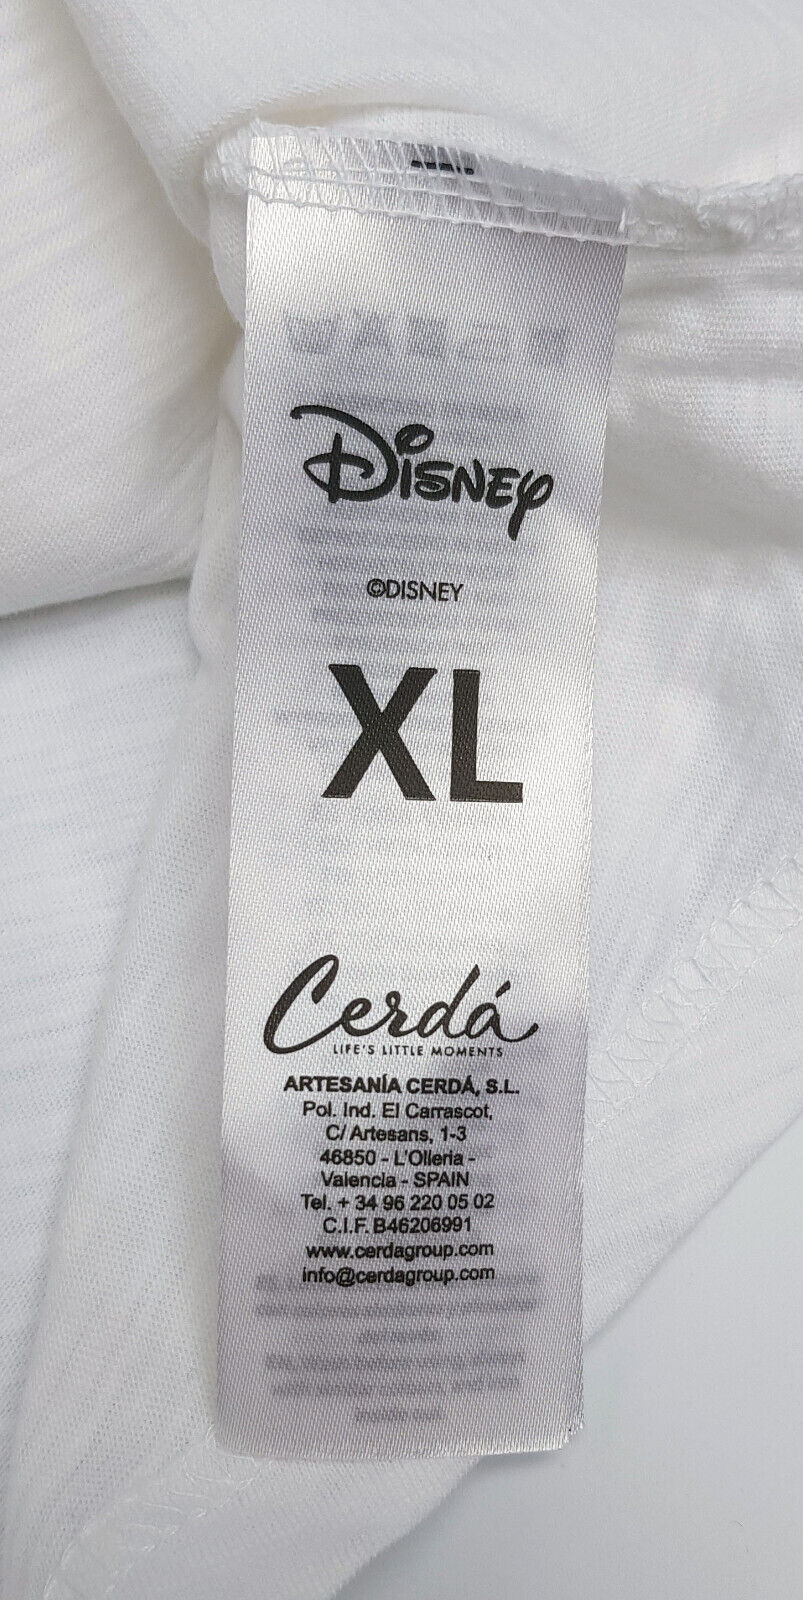 Disney
©DISNEY
XL
Cerdá
LIFE'S LITTLE MOMENTS
ARTESANÍA CERDÁ, S.L.
Pol. Ind. El Carrascot,
C/ Artesans, 1-3
46850 - L'Olleria -
Valencia - SPAIN
Tel. + 34 96 220 05 02
C.I.F. B46206991
www.cerdagroup.com
info@cerdagroup.com